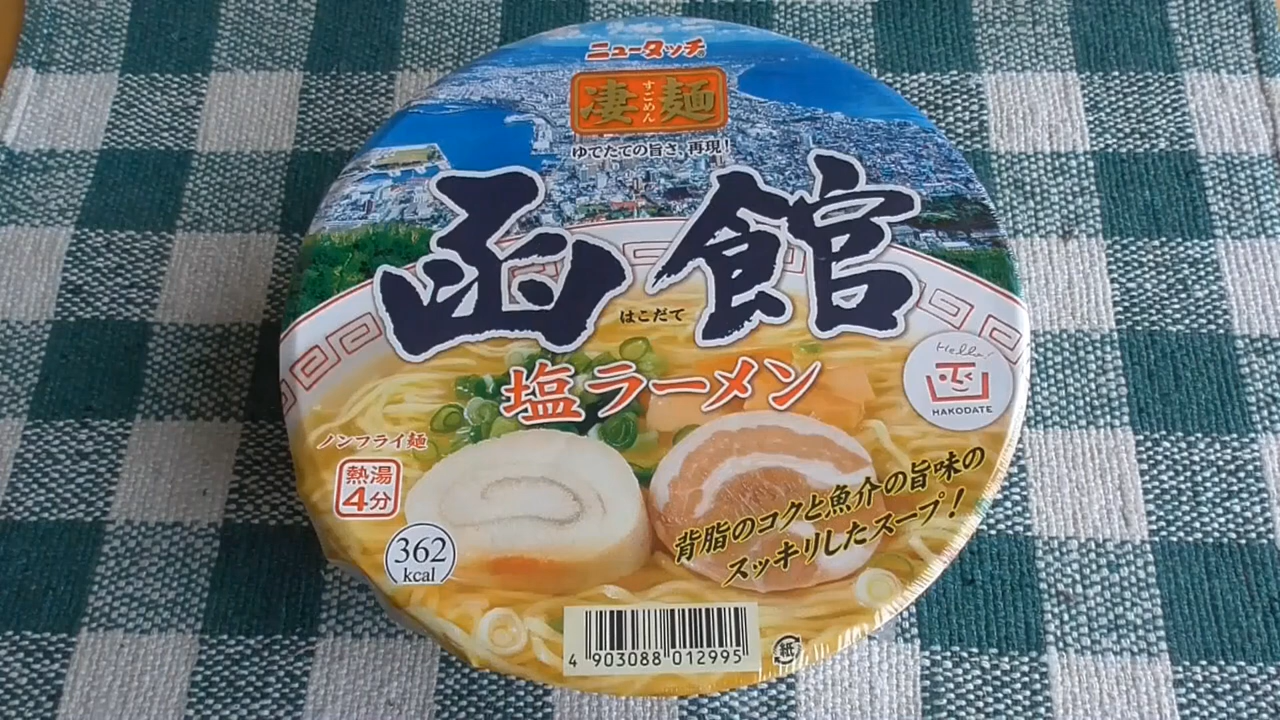 ニュータッチ
凄麺
すごめん
ゆでたての旨さ、再現!
函館
はこだて
塩ラーメン
Hello!
HAKODATE
ノンフライ麺
熱湯
4分
362
kcal
背脂のコクと魚介の旨味の
スッキリしたスープ!
4 903088 012995
紙